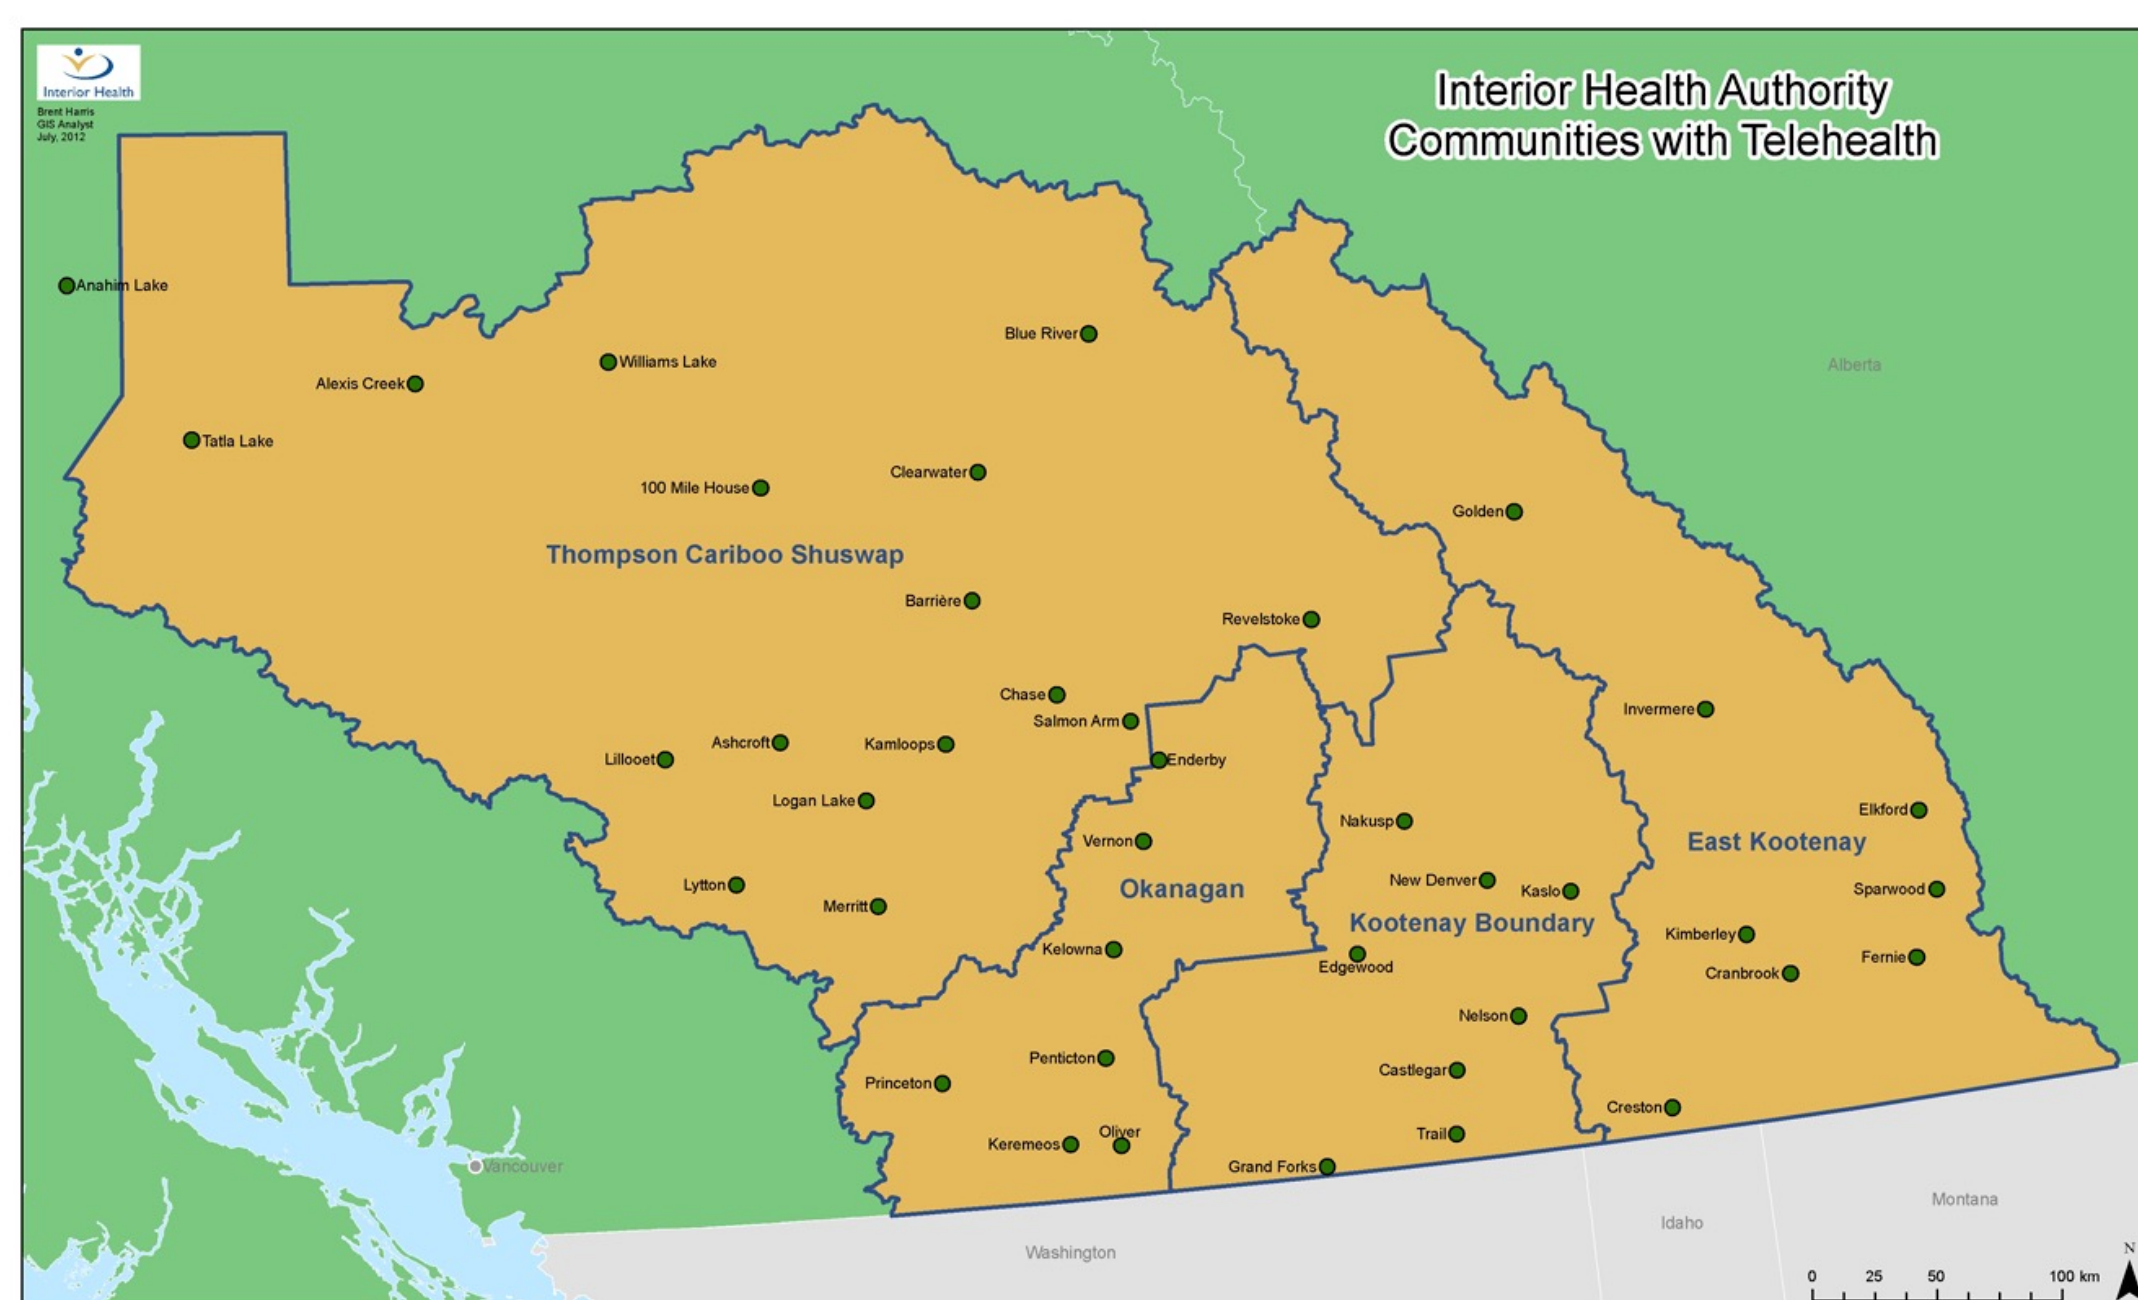 Interior Health
Brent Harris
GIS Analyst
July, 2012
Interior Health Authority
Communities with Telehealth
Anahim Lake
Blue River
Williams Lake
Alberta
Alexis Creek
Tatla Lake
Clearwater
100 Mile House
Golden
Thompson Cariboo Shuswap
Barrière
Revelstoke
Chase
Invermere
Salmon Arm
Ashcroft
Kamloops
Lillooet
Enderby
Logan Lake
Elkford
Nakusp
Vernon
East Kootenay
New Denver
Lytton
Okanagan
Kaslo
Sparwood
Merritt
Kootenay Boundary
Kimberley
Kelowna
Fernie
Edgewood
Cranbrook
Nelson
Penticton
Castlegar
Princeton
Creston
Oliver
Trail
Keremeos
Vancouver
Grand Forks
Montana
Idaho
Washington
N
0 25 50 100 km